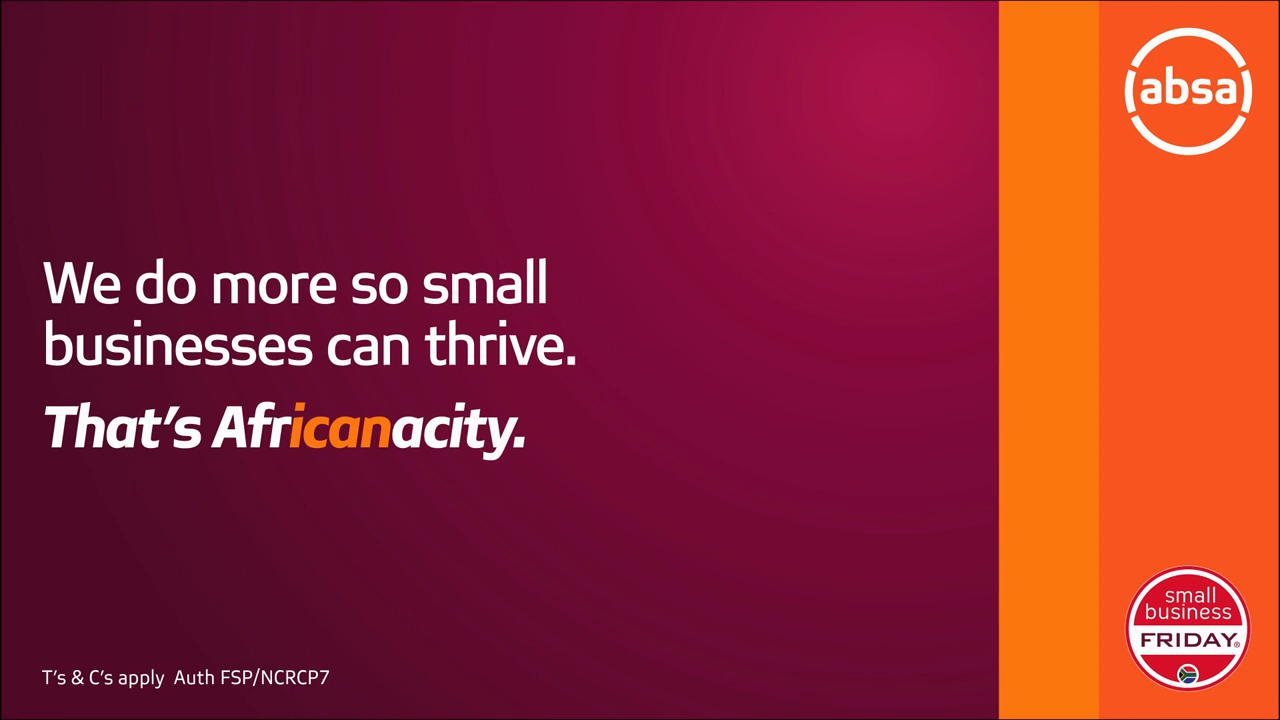 absa
We do more so small
businesses can thrive.
That's Africanacity.
small
business
FRIDAY®
T's & C's apply Auth FSP/NCRCP7